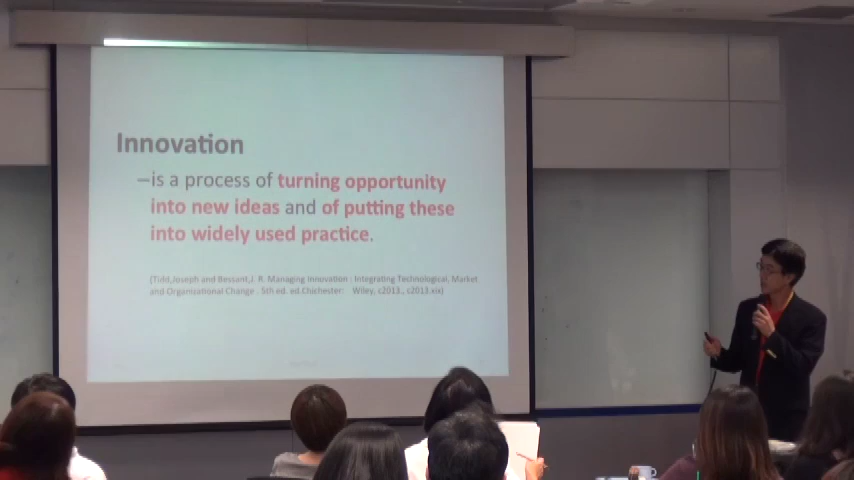 Innovation
–is a process of turning opportunity
into new ideas and of putting these
into widely used practice.
(Tidd,Joseph and Bessant,J. R. Managing Innovation : Integrating Technological, Market
and Organizational Change . 5th ed. ed.Chichester: Wiley, c2013., c2013.xix)